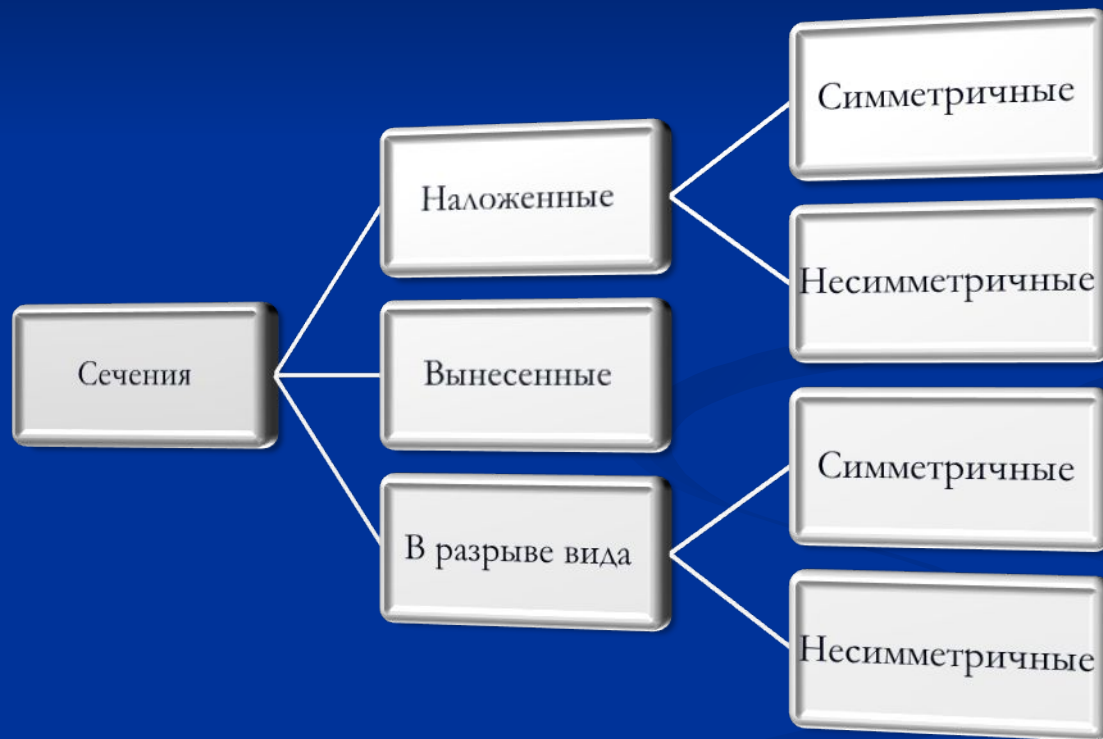 Сечения
Наложенные
Симметричные
Несимметричные
Вынесенные
В разрыве вида
Симметричные
Несимметричные